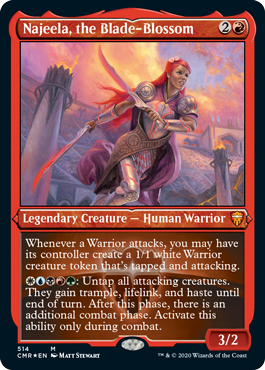 Najeela, the Blade-Blossom 2
Legendary Creature — Human Warrior
Whenever a Warrior attacks, you may have
its controller create a 1/1 white Warrior
creature token that's tapped and attacking.
: Untap all attacking creatures.
They gain trample, lifelink, and haste until
end of turn. After this phase, there is an
additional combat phase. Activate this
ability only during combat.
3/2
514 M
CMR ★ EN MATT STEWART
™ & © 2020 Wizards of the Coast